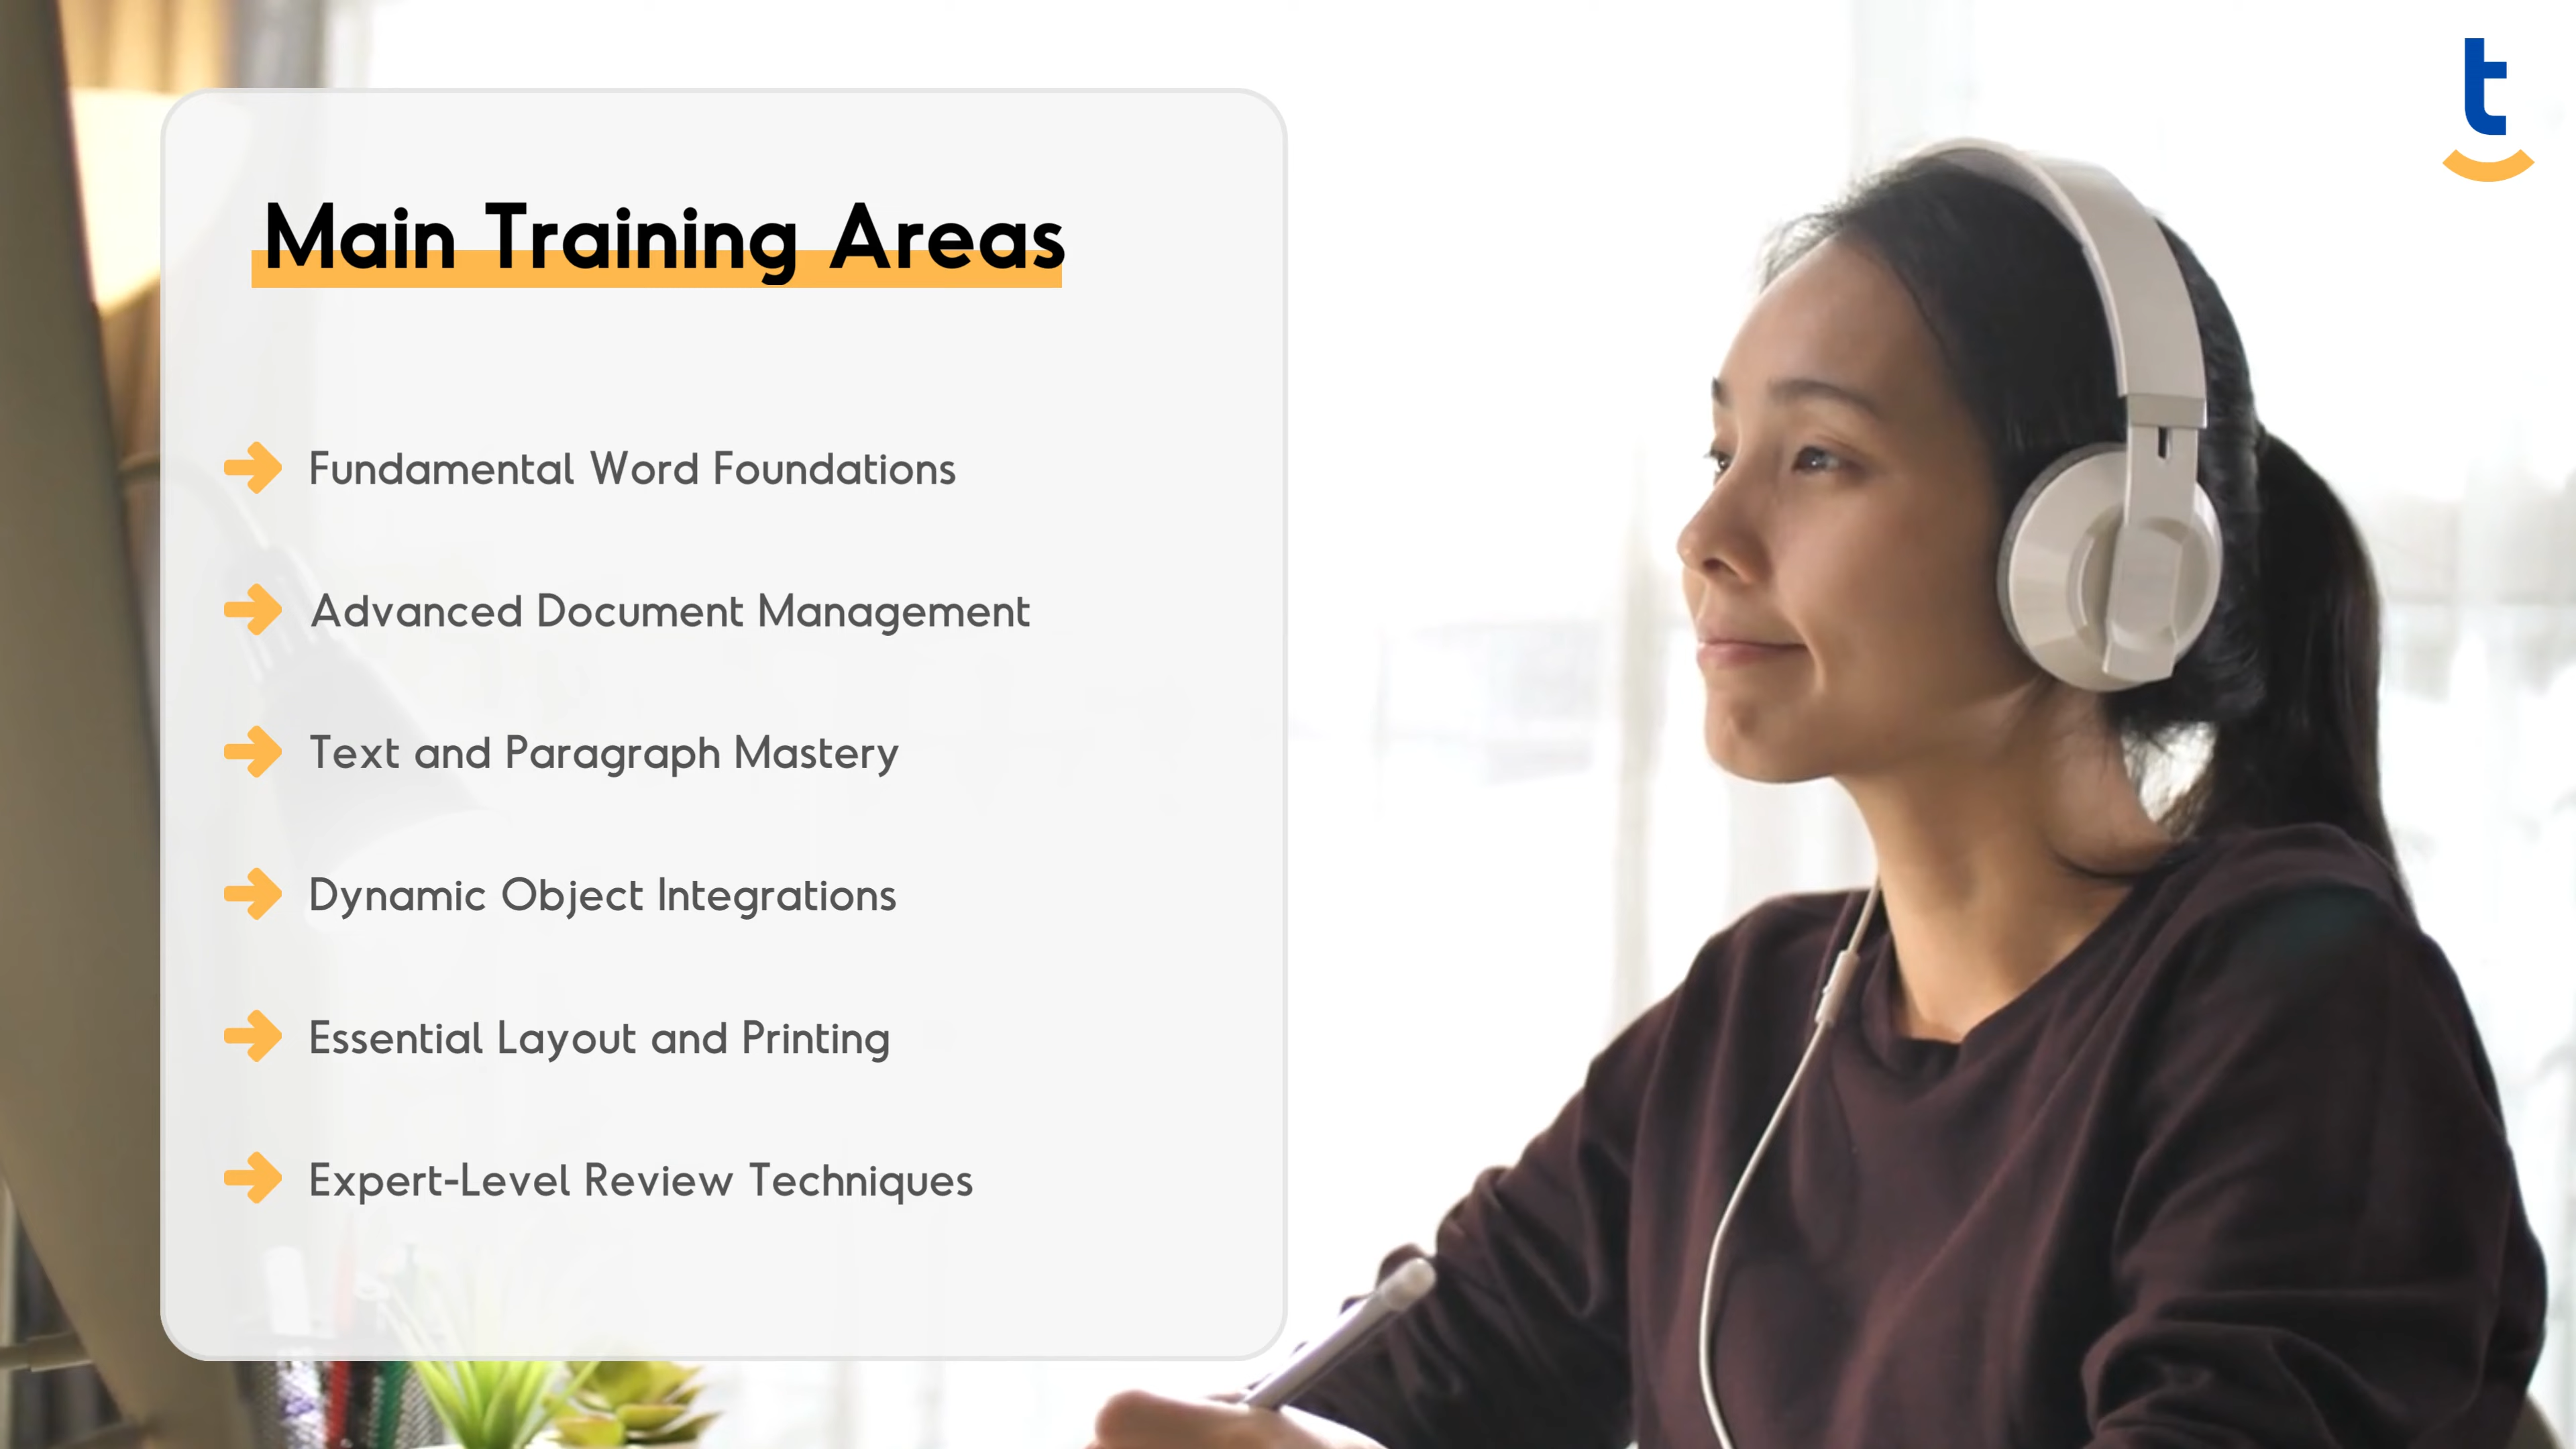 t
Main Training Areas
Fundamental Word Foundations
Advanced Document Management
Text and Paragraph Mastery
Dynamic Object Integrations
Essential Layout and Printing
Expert-Level Review Techniques